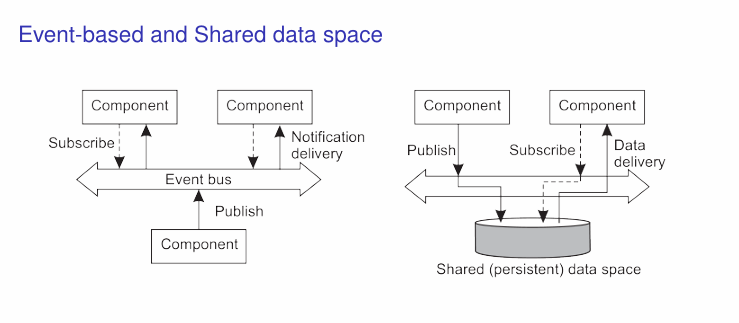 Event-based and Shared data space
Component
Component
Subscribe
Notification
delivery
Event bus
Publish
Component
Component
Component
Publish
Subscribe
Data
delivery
Shared (persistent) data space